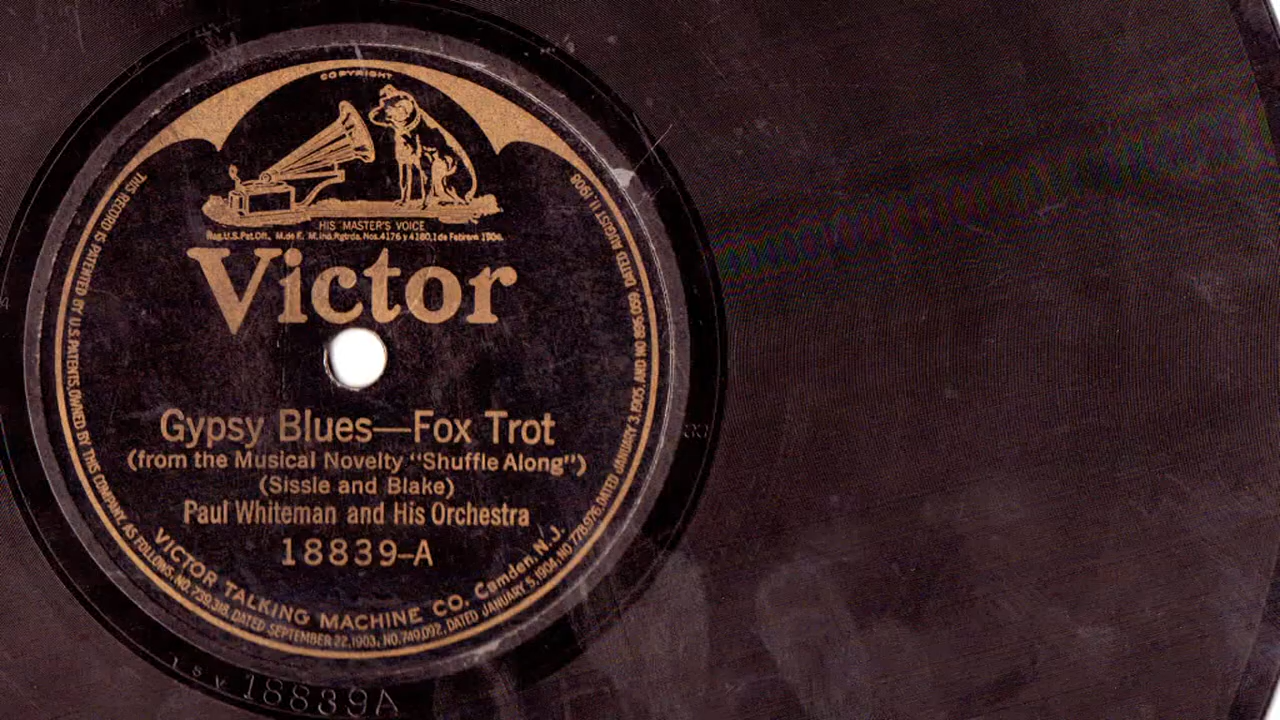 COPYRIGHT
HIS MASTER'S VOICE
Reg.U.S.Pat.Off., M.de F. M.Ind.Rgtrda. Nos.4176 y 4180,1de Febrero 1906.
Victor
Gypsy Blues—Fox Trot
(from the Musical Novelty "Shuffle Along")
(Sissle and Blake)
Paul Whiteman and His Orchestra
18839-A
VICTOR TALKING MACHINE CO. Camden, N.J.
THIS RECORD IS PATENTED BY U.S. PATENTS, OWNED BY THIS COMPANY, AS FOLLOWS, NO. 739,318, DATED SEPTEMBER 22,1903, NO. 749,092, DATED JANUARY 5,1904, NO 778,976, DATED JANUARY 3,1905, AND NO 896,059, DATED AUGUST 11, 1908
18839A